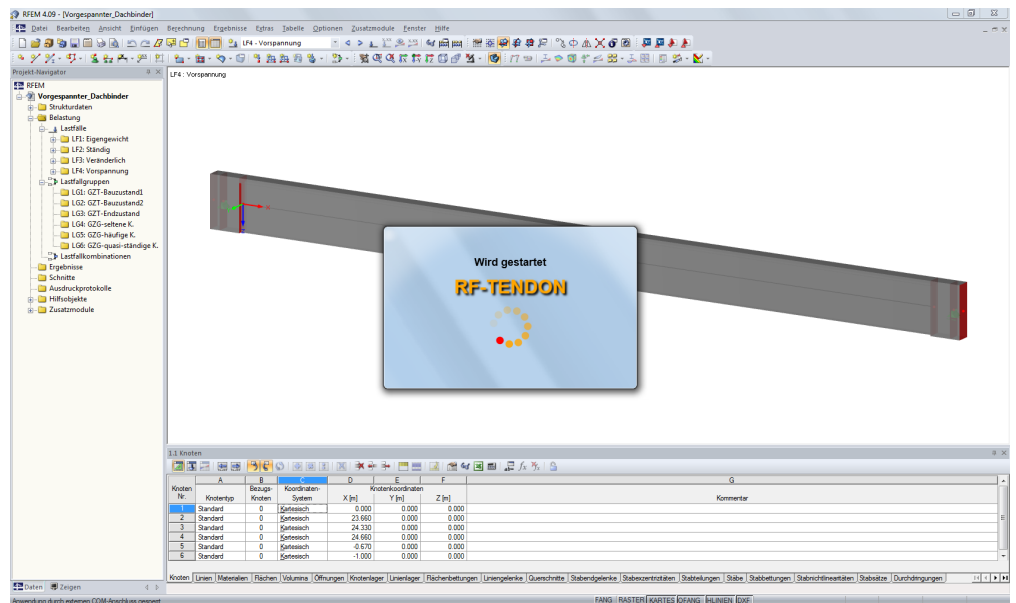 RFEM 4.09 - [Vorgespannter_Dachbinder]
Datei Bearbeiten Ansicht Einfügen Berechnung Ergebnisse Extras Tabelle Optionen Zusatzmodule Fenster Hilfe
LF4 - Vorspannung
Projekt-Navigator
LF4 : Vorspannung
RFEM
Vorgespannter_Dachbinder
Strukturdaten
Belastung
Lastfälle
LF1: Eigengewicht
LF2: Ständig
LF3: Veränderlich
LF4: Vorspannung
Lastfallgruppen
LG1: GZT-Bauzustand1
LG2: GZT-Bauzustand2
LG3: GZT-Endzustand
LG4: GZG-seltene K.
LG5: GZG-häufige K.
LG6: GZG-quasi-ständige K.
Lastfallkombinationen
Ergebnisse
Schnitte
Ausdruckprotokolle
Hilfsobjekte
Zusatzmodule
Wird gestartet
RF-TENDON
1.1 Knoten
A B C D E F G
Knoten Bezugs- Koordinaten- Knotenkoordinaten
Nr. Knotentyp Knoten System X [m] Y [m] Z [m] Kommentar
1 Standard 0 Kartesisch 0.000 0.000 0.000
2 Standard 0 Kartesisch 23.660 0.000 0.000
3 Standard 0 Kartesisch 24.330 0.000 0.000
4 Standard 0 Kartesisch 24.660 0.000 0.000
5 Standard 0 Kartesisch -0.670 0.000 0.000
6 Standard 0 Kartesisch -1.000 0.000 0.000
Knoten Linien Materialien Flächen Volumina Öffnungen Knotenlager Linienlager Flächenbettungen Liniengelenke Querschnitte Stabendgelenke Stabexzentrizitäten Stabteilungen Stäbe Stabbettungen Stabnichtlinearitäten Stabsätze Durchdringungen
Daten Zeigen
Anwendung durch externen COM-Anschluss gesperrt
FANG RASTER KARTES OFANG HLINIEN DXF